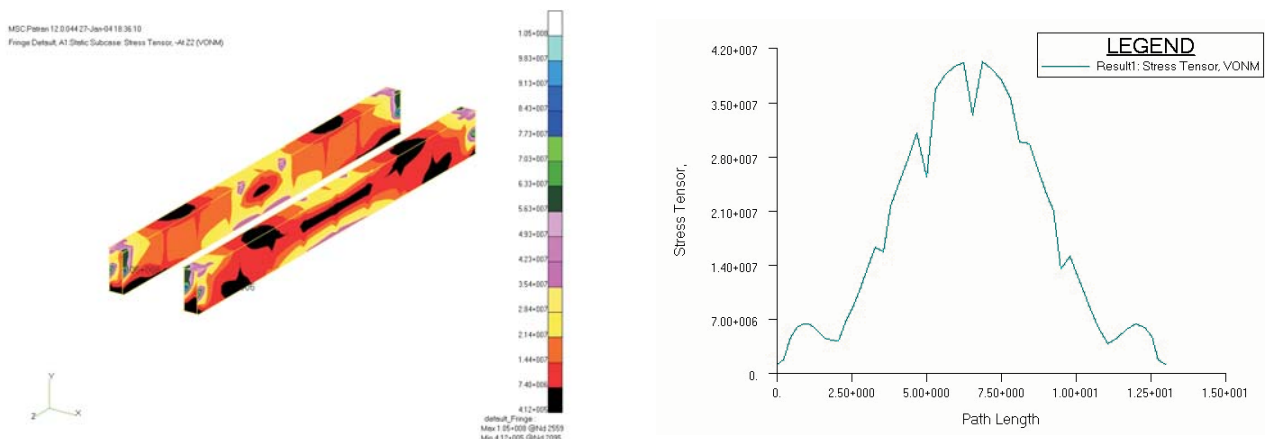 MSC.Patran 12.0.044 27-Jan-04 18:36:10
Fringe Default, A1:Static Subcase: Stress Tensor, -At Z2 (VONM)
1.05+008
9.83+007
9.13+007
8.43+007
7.73+007
7.03+007
6.33+007
5.63+007
4.93+007
4.23+007
3.54+007
2.84+007
2.14+007
1.44+007
7.40+006
4.12+005
default_Fringe :
Max 1.05+008 @Nd 2559
Min 4.12+005 @Nd 2095
Y
Z
X
LEGEND
Result1: Stress Tensor, VONM
4.20+007
3.50+007
2.80+007
2.10+007
1.40+007
7.00+006
0.
Stress Tensor,
0.
2.50+000
5.00+000
7.50+000
1.00+001
1.25+001
1.50+001
Path Length